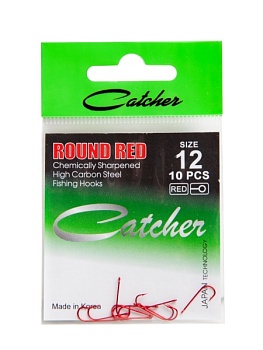 Catcher
ROUND RED
Chemically Sharpened
High Carbon Steel
Fishing Hooks
SIZE
12
10 PCS
RED
Catcher
Made in Korea
JAPAN
TECHNOLOGY